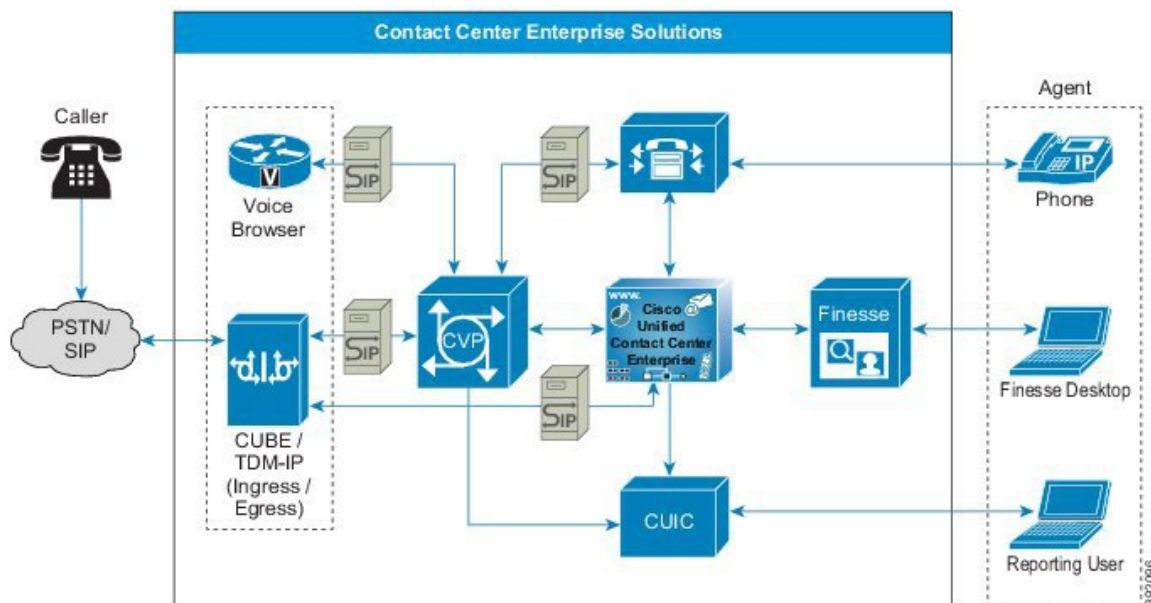 Contact Center Enterprise Solutions
Caller
PSTN/
SIP
V
Voice
Browser
SIP
SIP
SIP
SIP
CUBE /
TDM-IP
(Ingress /
Egress)
CVP
www.
@
Cisco
Unified
Contact Center
Enterprise
Finesse
CUIC
Agent
IP
Phone
Finesse Desktop
Reporting User